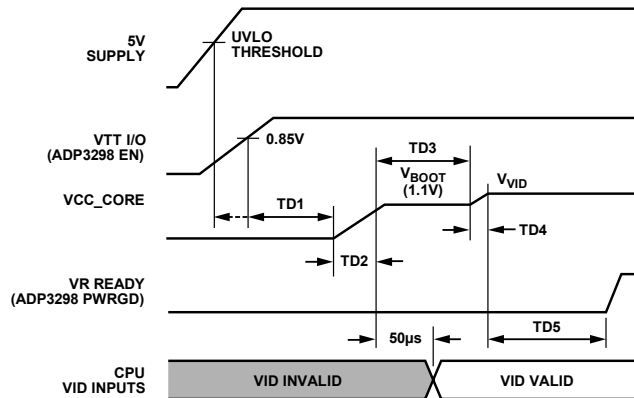 5V
SUPPLY
UVLO
THRESHOLD
VTT I/O
(ADP3298 EN)
0.85V
TD3
VCC_CORE
TD1
VBOOT
(1.1V)
VVID
TD4
TD2
VR READY
(ADP3298 PWRGD)
50µs
TD5
CPU
VID INPUTS
VID INVALID
VID VALID